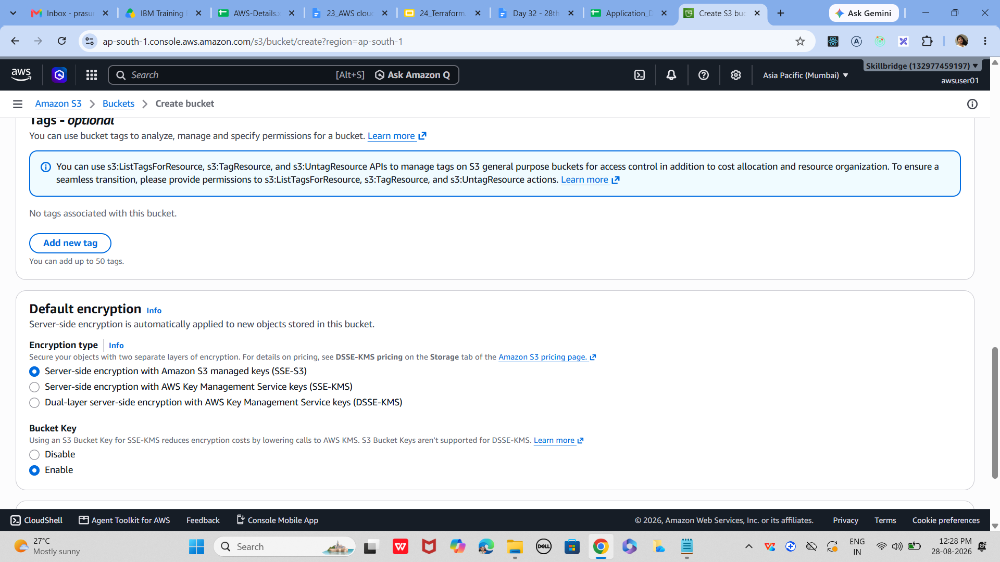 Inbox - prasu
IBM Training
AWS-Details.x
23_AWS clou
24_Terraform.
Day 32 - 28th
Application_D
Create S3 buc
Ask Gemini
ap-south-1.console.aws.amazon.com/s3/bucket/create?region=ap-south-1
aws
Search
[Alt+S]
Ask Amazon Q
Asia Pacific (Mumbai)
Skillbridge (132977459197)
awsuser01
Amazon S3
Buckets
Create bucket
Tags - optional
You can use bucket tags to analyze, manage and specify permissions for a bucket. Learn more
You can use s3:ListTagsForResource, s3:TagResource, and s3:UntagResource APIs to manage tags on S3 general purpose buckets for access control in addition to cost allocation and resource organization. To ensure a
seamless transition, please provide permissions to s3:ListTagsForResource, s3:TagResource, and s3:UntagResource actions. Learn more
No tags associated with this bucket.
Add new tag
You can add up to 50 tags.
Default encryption Info
Server-side encryption is automatically applied to new objects stored in this bucket.
Encryption type Info
Secure your objects with two separate layers of encryption. For details on pricing, see DSSE-KMS pricing on the Storage tab of the Amazon S3 pricing page.
Server-side encryption with Amazon S3 managed keys (SSE-S3)
Server-side encryption with AWS Key Management Service keys (SSE-KMS)
Dual-layer server-side encryption with AWS Key Management Service keys (DSSE-KMS)
Bucket Key
Using an S3 Bucket Key for SSE-KMS reduces encryption costs by lowering calls to AWS KMS. S3 Bucket Keys aren't supported for DSSE-KMS. Learn more
Disable
Enable
CloudShell
Agent Toolkit for AWS
Feedback
Console Mobile App
© 2026, Amazon Web Services, Inc. or its affiliates.
Privacy
Terms
Cookie preferences
27°C
Mostly sunny
Search
DELL
ENG
IN
12:28 PM
28-08-2026